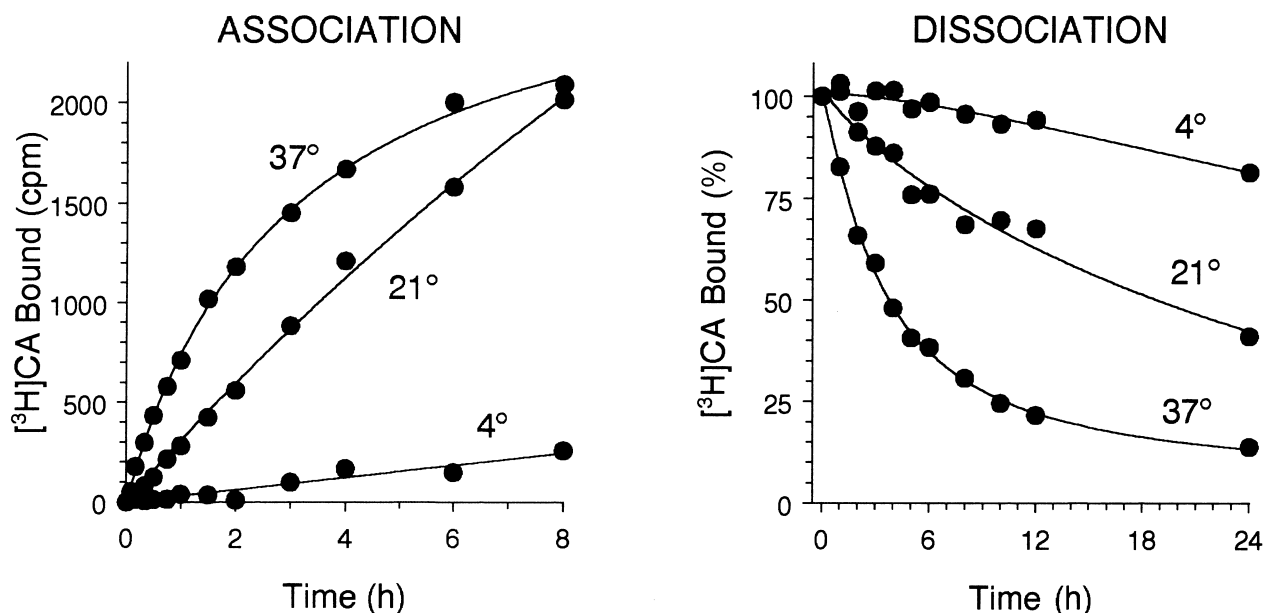 ASSOCIATION
[³H]CA Bound (cpm)
2000
1500
1000
500
0
37°
21°
4°
0 2 4 6 8
Time (h)
DISSOCIATION
[³H]CA Bound (%)
100
75
50
25
0
4°
21°
37°
0 6 12 18 24
Time (h)